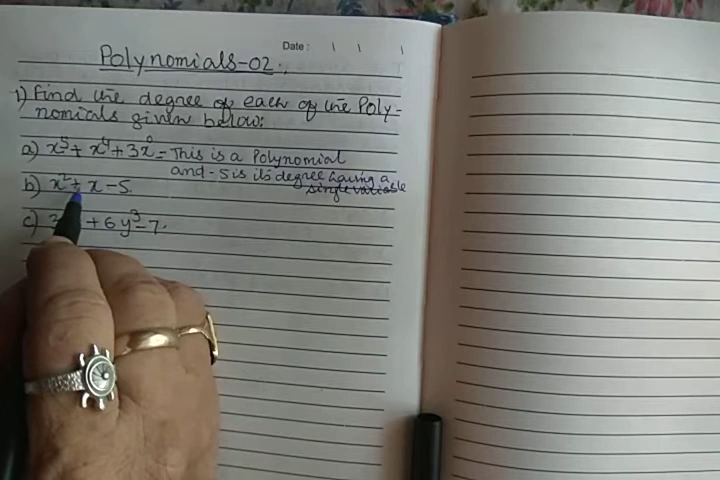 Date :
Polynomials-02.
1) Find the degree of each of the Poly-
nomials given below:
a) x⁵ + x⁴ + 3x⁰ = This is a Polynomial
and - 5 is its degree having a
single variable
b) x² + x - 5.
c) + 6y³ - 7.